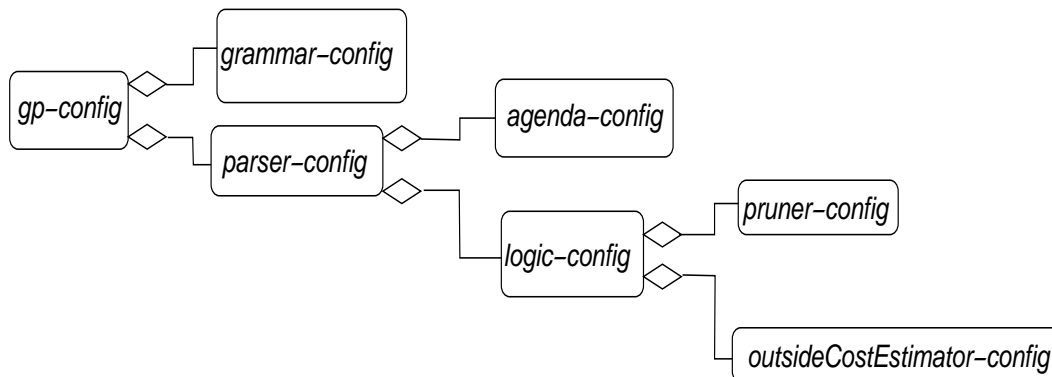 grammar–config
gp–config
agenda–config
parser–config
pruner–config
logic–config
outsideCostEstimator–config